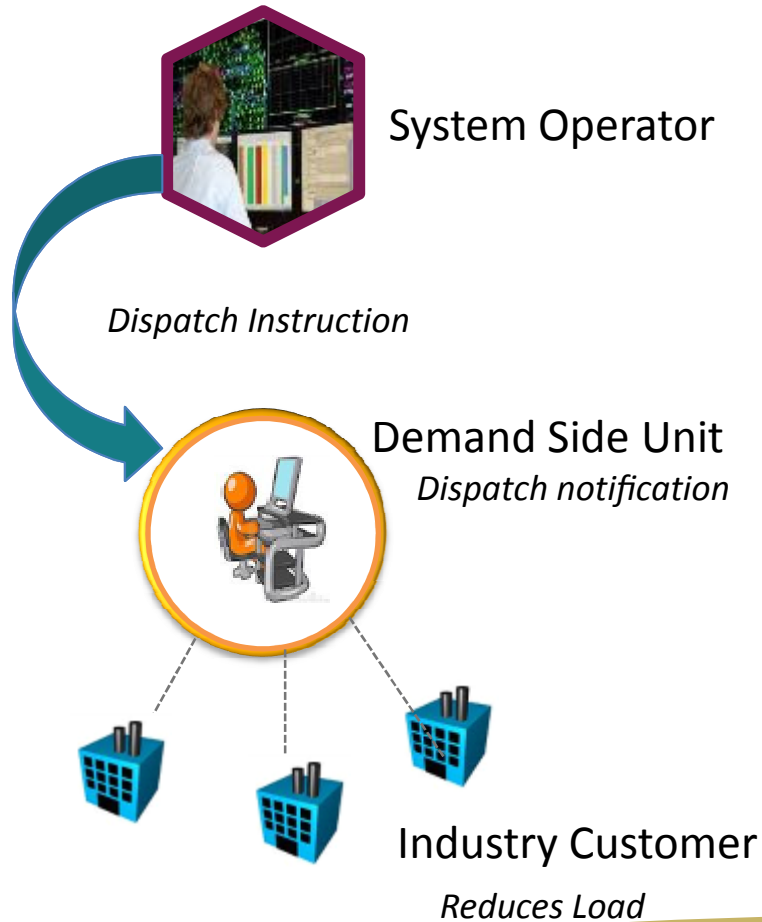 System Operator
Dispatch Instruction
Demand Side Unit
Dispatch notification
Industry Customer
Reduces Load